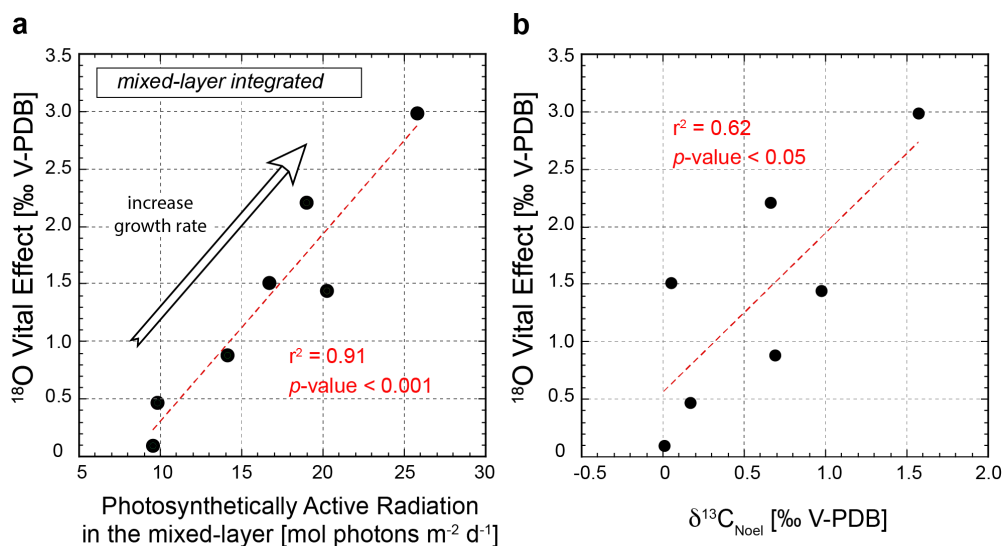 a
3.5
3.0
2.5
2.0
1.5
1.0
0.5
0
5
10
15
20
25
30
¹⁸O Vital Effect [‰ V-PDB]
mixed-layer integrated
increase
growth rate
r² = 0.91
p-value < 0.001
Photosynthetically Active Radiation
in the mixed-layer [mol photons m⁻² d⁻¹]
b
3.5
3.0
2.5
2.0
1.5
1.0
0.5
0
-0.5
0
0.5
1.0
1.5
2.0
¹⁸O Vital Effect [‰ V-PDB]
r² = 0.62
p-value < 0.05
δ¹³C_Noel [‰ V-PDB]